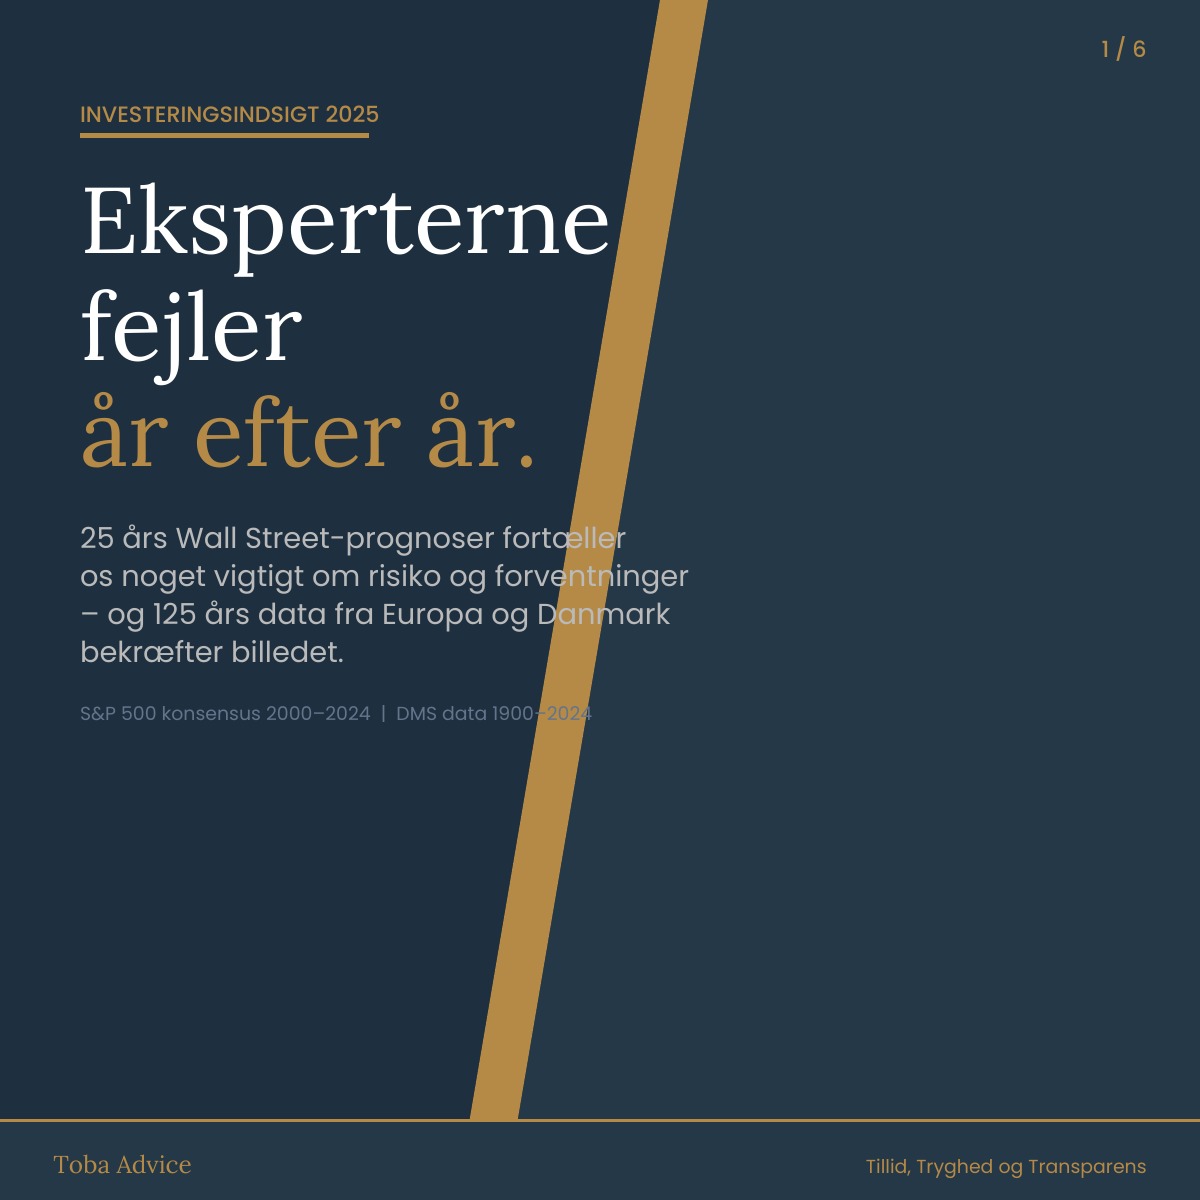 1 / 6
INVESTERINGSINDSIGT 2025
Eksperterne
fejler
år efter år.
25 års Wall Street-prognoser fortæller
os noget vigtigt om risiko og forventninger
– og 125 års data fra Europa og Danmark
bekræfter billedet.
S&P 500 konsensus 2000–2024 | DMS data 1900–2024
Toba Advice
Tillid, Tryghed og Transparens